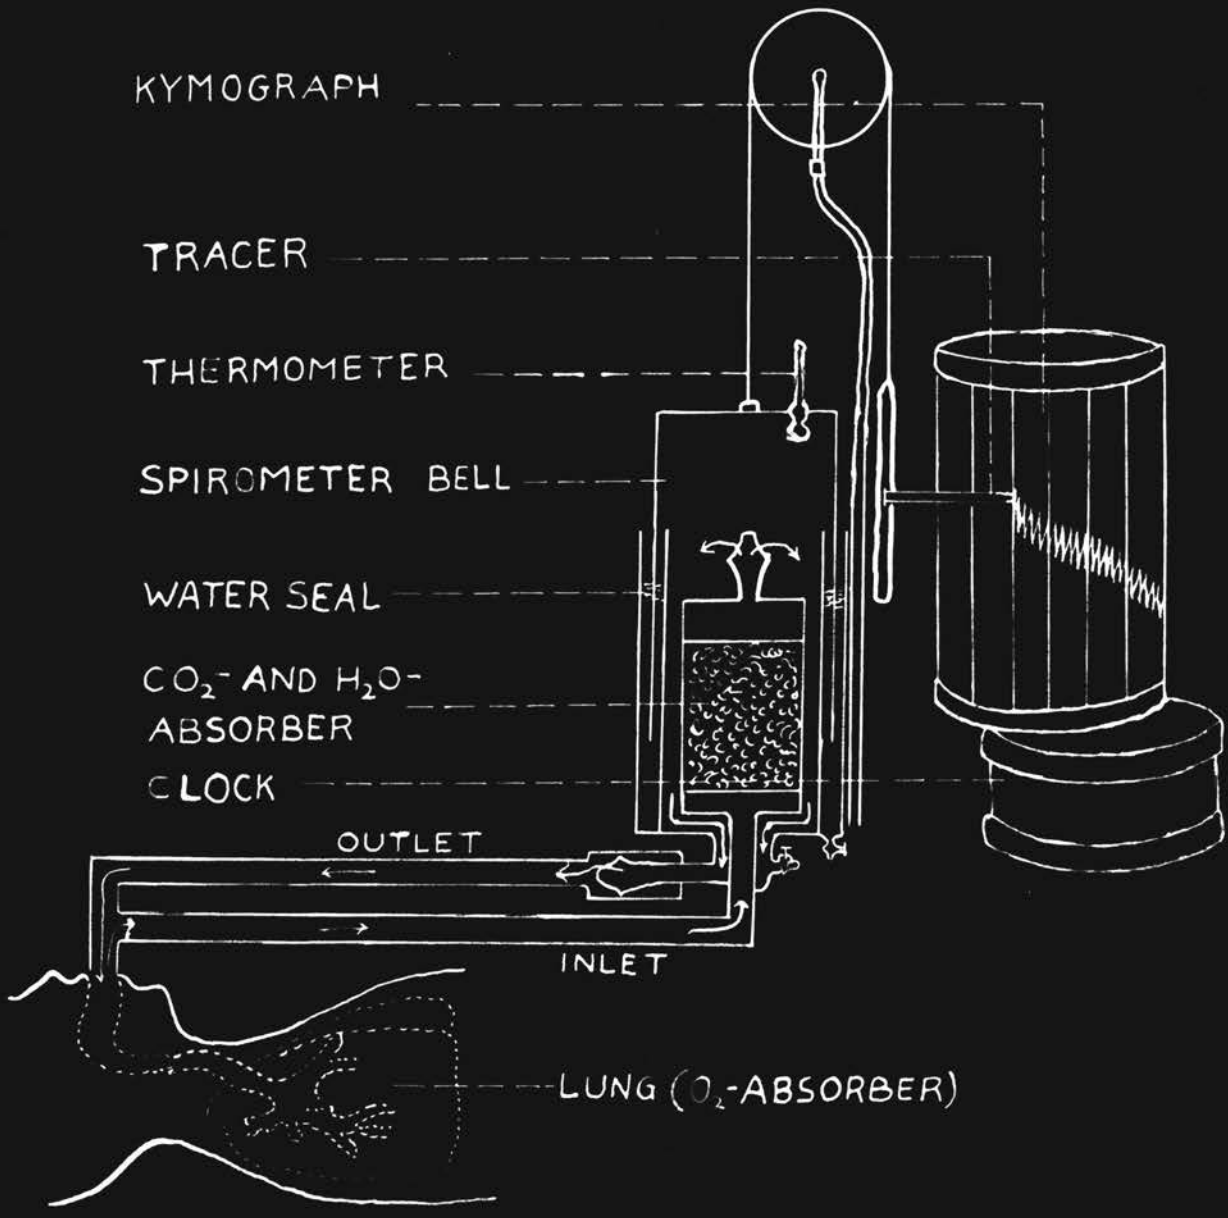 KYMOGRAPH
TRACER
THERMOMETER
SPIROMETER BELL
WATER SEAL
CO₂- AND H₂O-
ABSORBER
CLOCK
OUTLET
INLET
LUNG (O₂-ABSORBER)